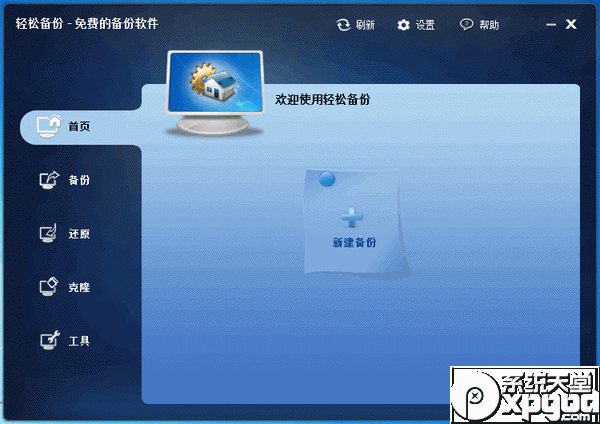 轻松备份 - 免费的备份软件
刷新
设置
帮助
欢迎使用轻松备份
首页
备份
还原
克隆
工具
新建备份
系统天堂